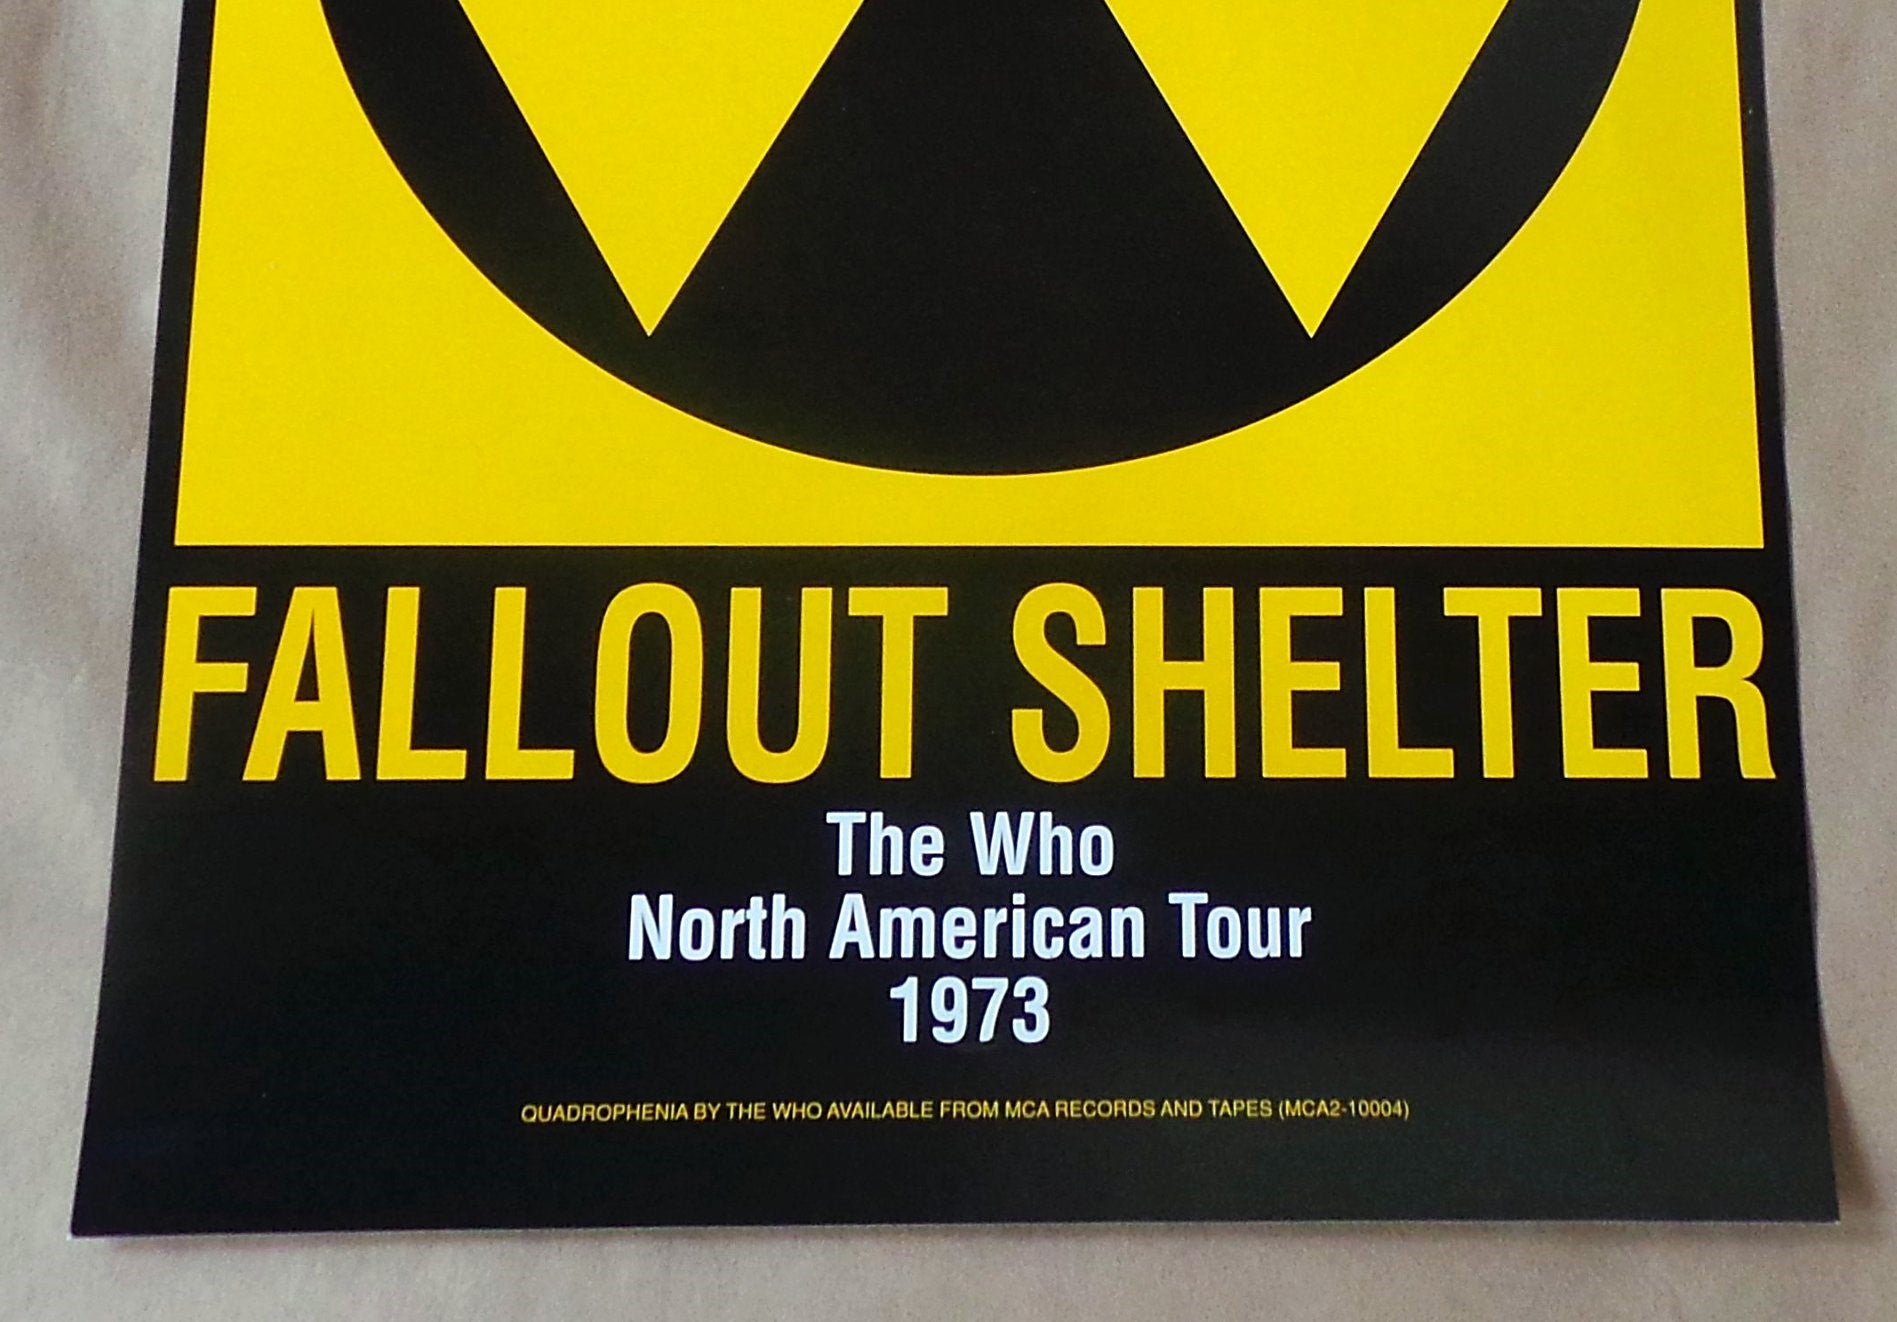 FALLOUT SHELTER
The Who
North American Tour
1973
QUADROPHENIA BY THE WHO AVAILABLE FROM MCA RECORDS AND TAPES (MCA2-10004)